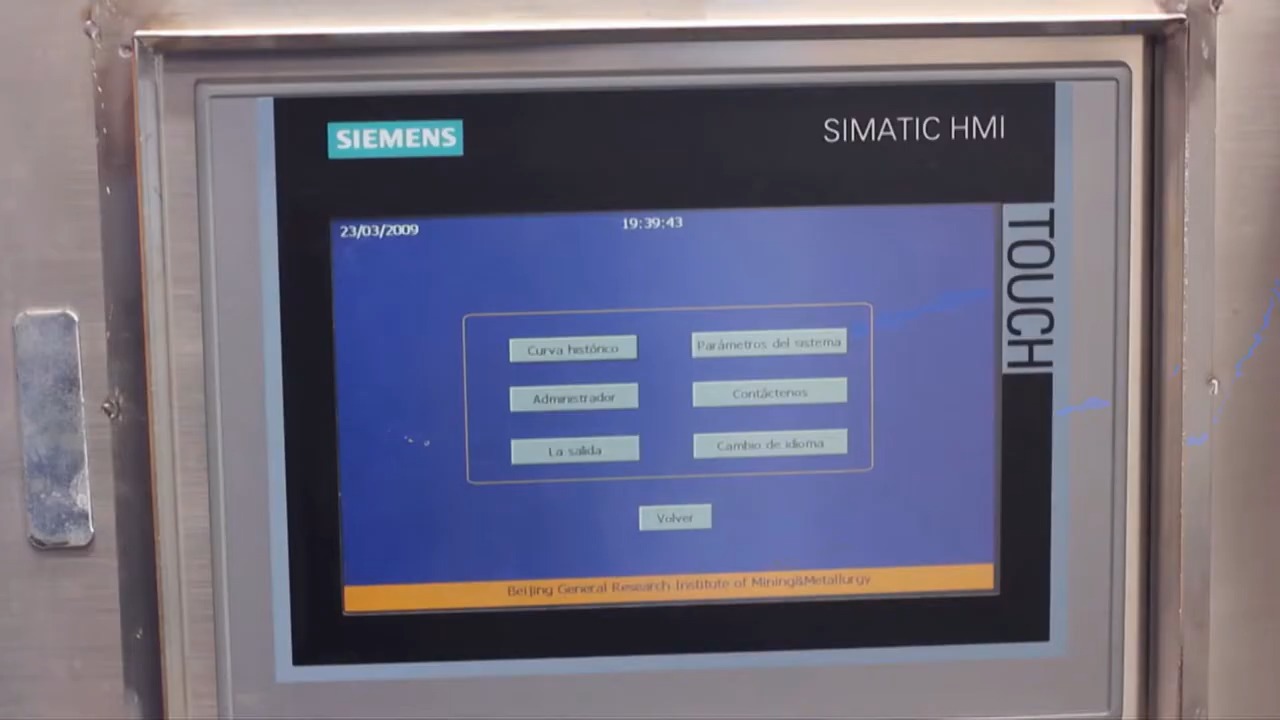 SIEMENS
SIMATIC HMI
TOUCH
23/03/2009
19:39:43
Curva histórico
Parámetros del sistema
Administrador
Contáctenos
La salida
Cambio de idioma
Volver
Beijing General Research Institute of Mining&Metallurgy